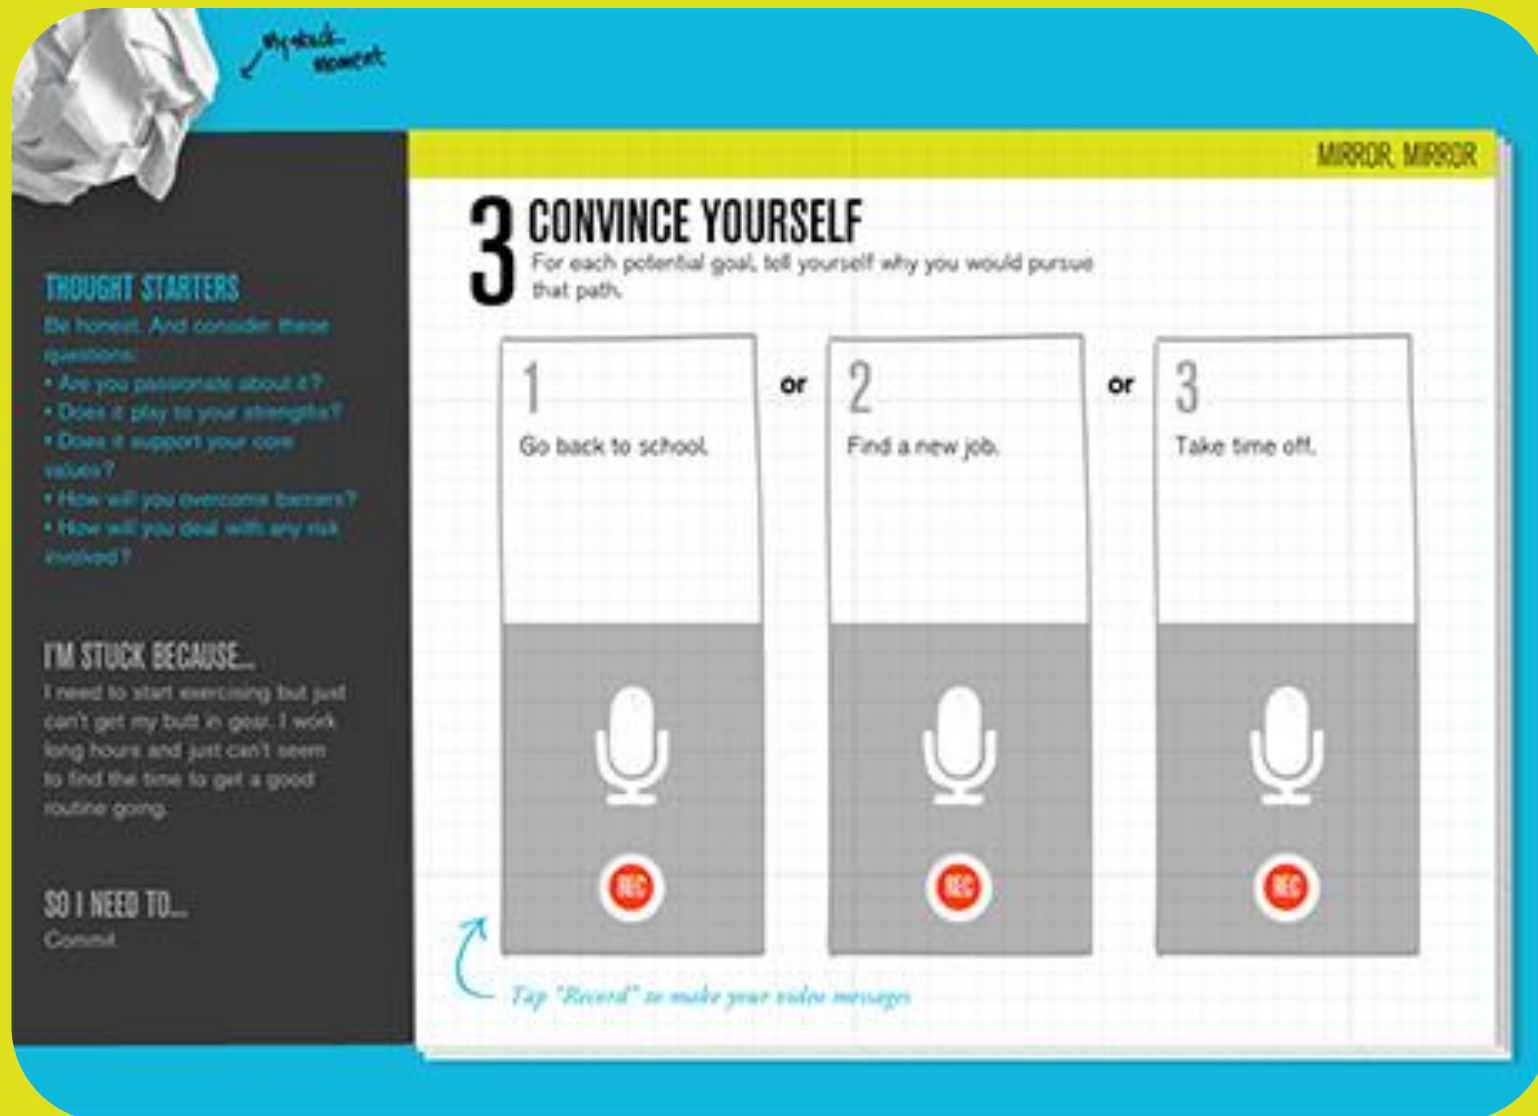 My stuck
moment
MIRROR, MIRROR
THOUGHT STARTERS
Be honest. And consider these
questions:
• Are you passionate about it?
• Does it play to your strengths?
• Does it support your core
values?
• How will you overcome barriers?
• How will you deal with any risk
involved?
I'M STUCK BECAUSE...
I need to start exercising but just
can't get my butt in gear. I work
long hours and just can't seem
to find the time to get a good
routine going.
SO I NEED TO...
Commit
3 CONVINCE YOURSELF
For each potential goal, tell yourself why you would pursue
that path.
1
Go back to school.
or
2
Find a new job.
or
3
Take time off.
REC
REC
REC
Tap "Record" to make your video messages